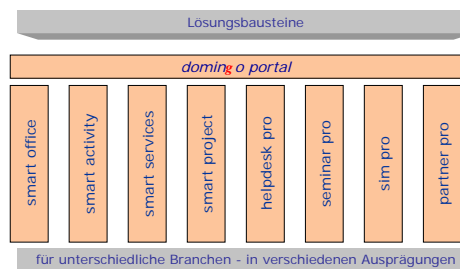 Lösungsbausteine
domingo portal
smart office
smart activity
smart services
smart project
helpdesk pro
seminar pro
sim pro
partner pro
für unterschiedliche Branchen - in verschiedenen Ausprägungen